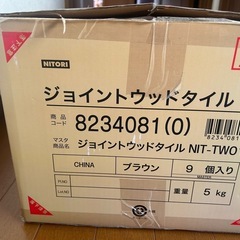 NITORI
ジョイントウッドタイル
商品コード 8234081(0)
マスタ商品名 ジョイントウッドタイル NIT-TWO
CHINA ブラウン 9 個入り
重量 5 kg